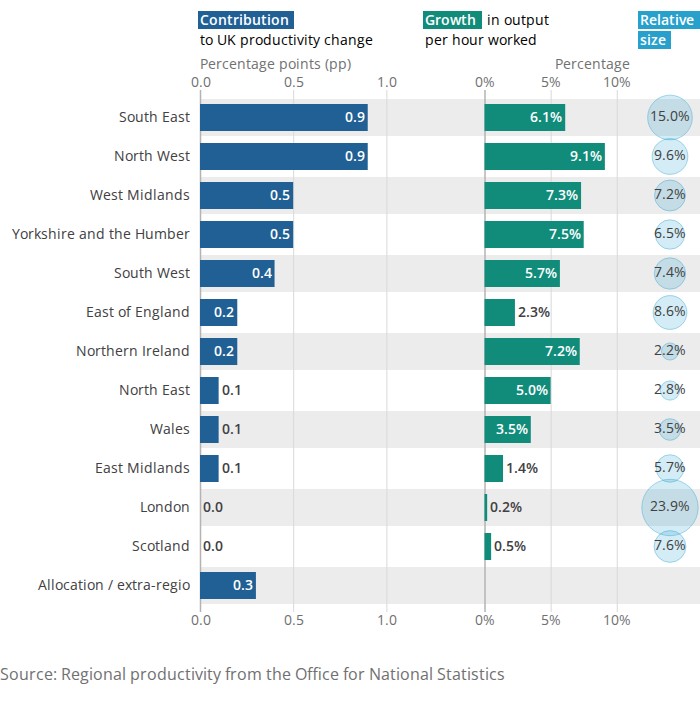 Contribution Growth in output Relative
to UK productivity change per hour worked size
Percentage points (pp) Percentage
0.0 0.5 1.0 0% 5% 10%
South East 0.9 6.1% 15.0%
North West 0.9 9.1% 9.6%
West Midlands 0.5 7.3% 7.2%
Yorkshire and the Humber 0.5 7.5% 6.5%
South West 0.4 5.7% 7.4%
East of England 0.2 2.3% 8.6%
Northern Ireland 0.2 7.2% 2.2%
North East 0.1 5.0% 2.8%
Wales 0.1 3.5% 3.5%
East Midlands 0.1 1.4% 5.7%
London 0.0 0.2% 23.9%
Scotland 0.0 0.5% 7.6%
Allocation / extra-regio 0.3
0.0 0.5 1.0 0% 5% 10%
Source: Regional productivity from the Office for National Statistics